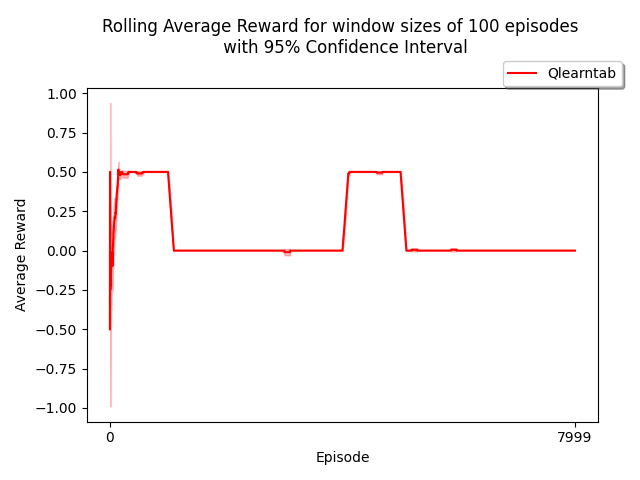 Rolling Average Reward for window sizes of 100 episodes
with 95% Confidence Interval
Qlearntab
1.00
0.75
0.50
0.25
0.00
−0.25
−0.50
−0.75
−1.00
Average Reward
0
7999
Episode